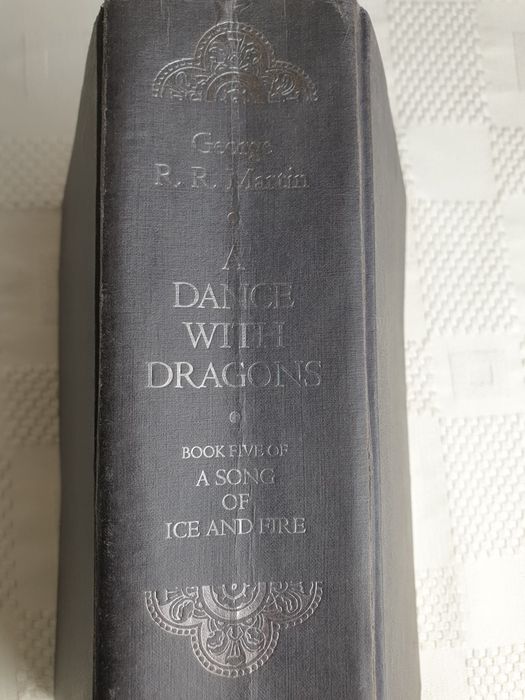 George
R. R. Martin
A
DANCE
WITH
DRAGONS
BOOK FIVE OF
A SONG
OF
ICE AND FIRE